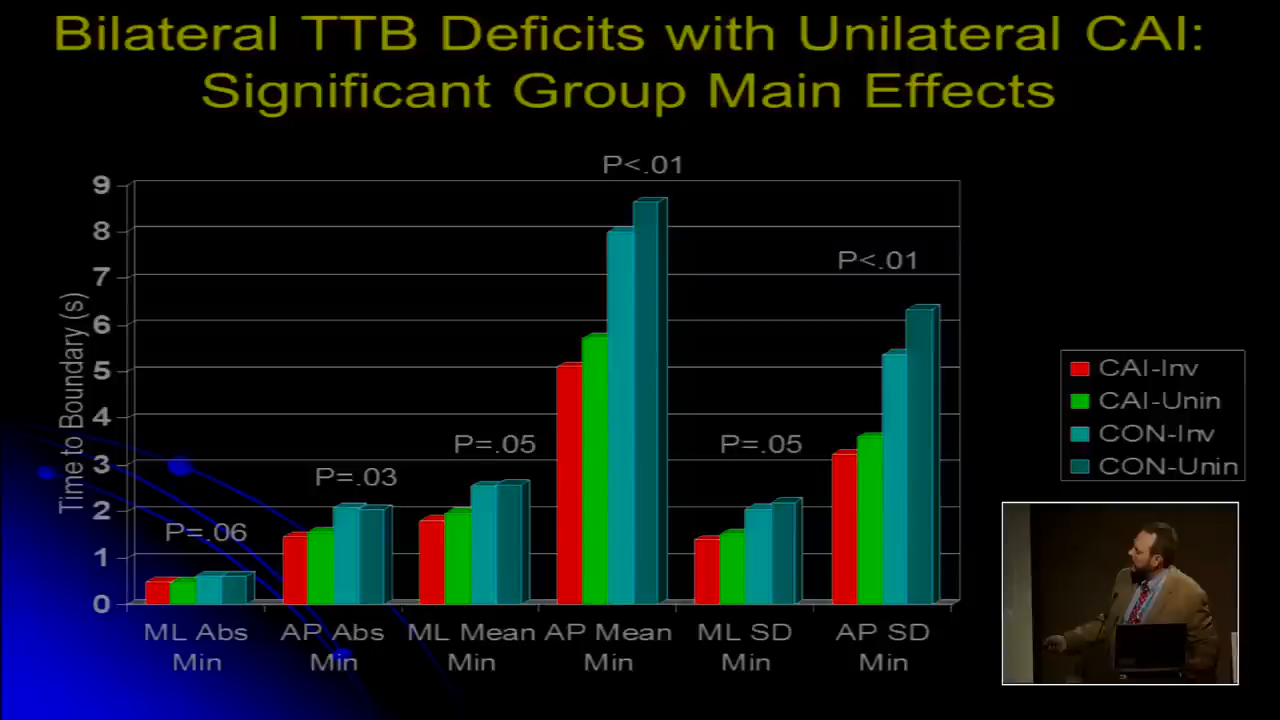 Bilateral TTB Deficits with Unilateral CAI:
Significant Group Main Effects
P<.01
P<.01
P=.05
P=.05
P=.03
P=.06
Time to Boundary (s)
9
8
7
6
5
4
3
2
1
0
ML Abs Min
AP Abs Min
ML Mean Min
AP Mean Min
ML SD Min
AP SD Min
CAI-Inv
CAI-Unin
CON-Inv
CON-Unin